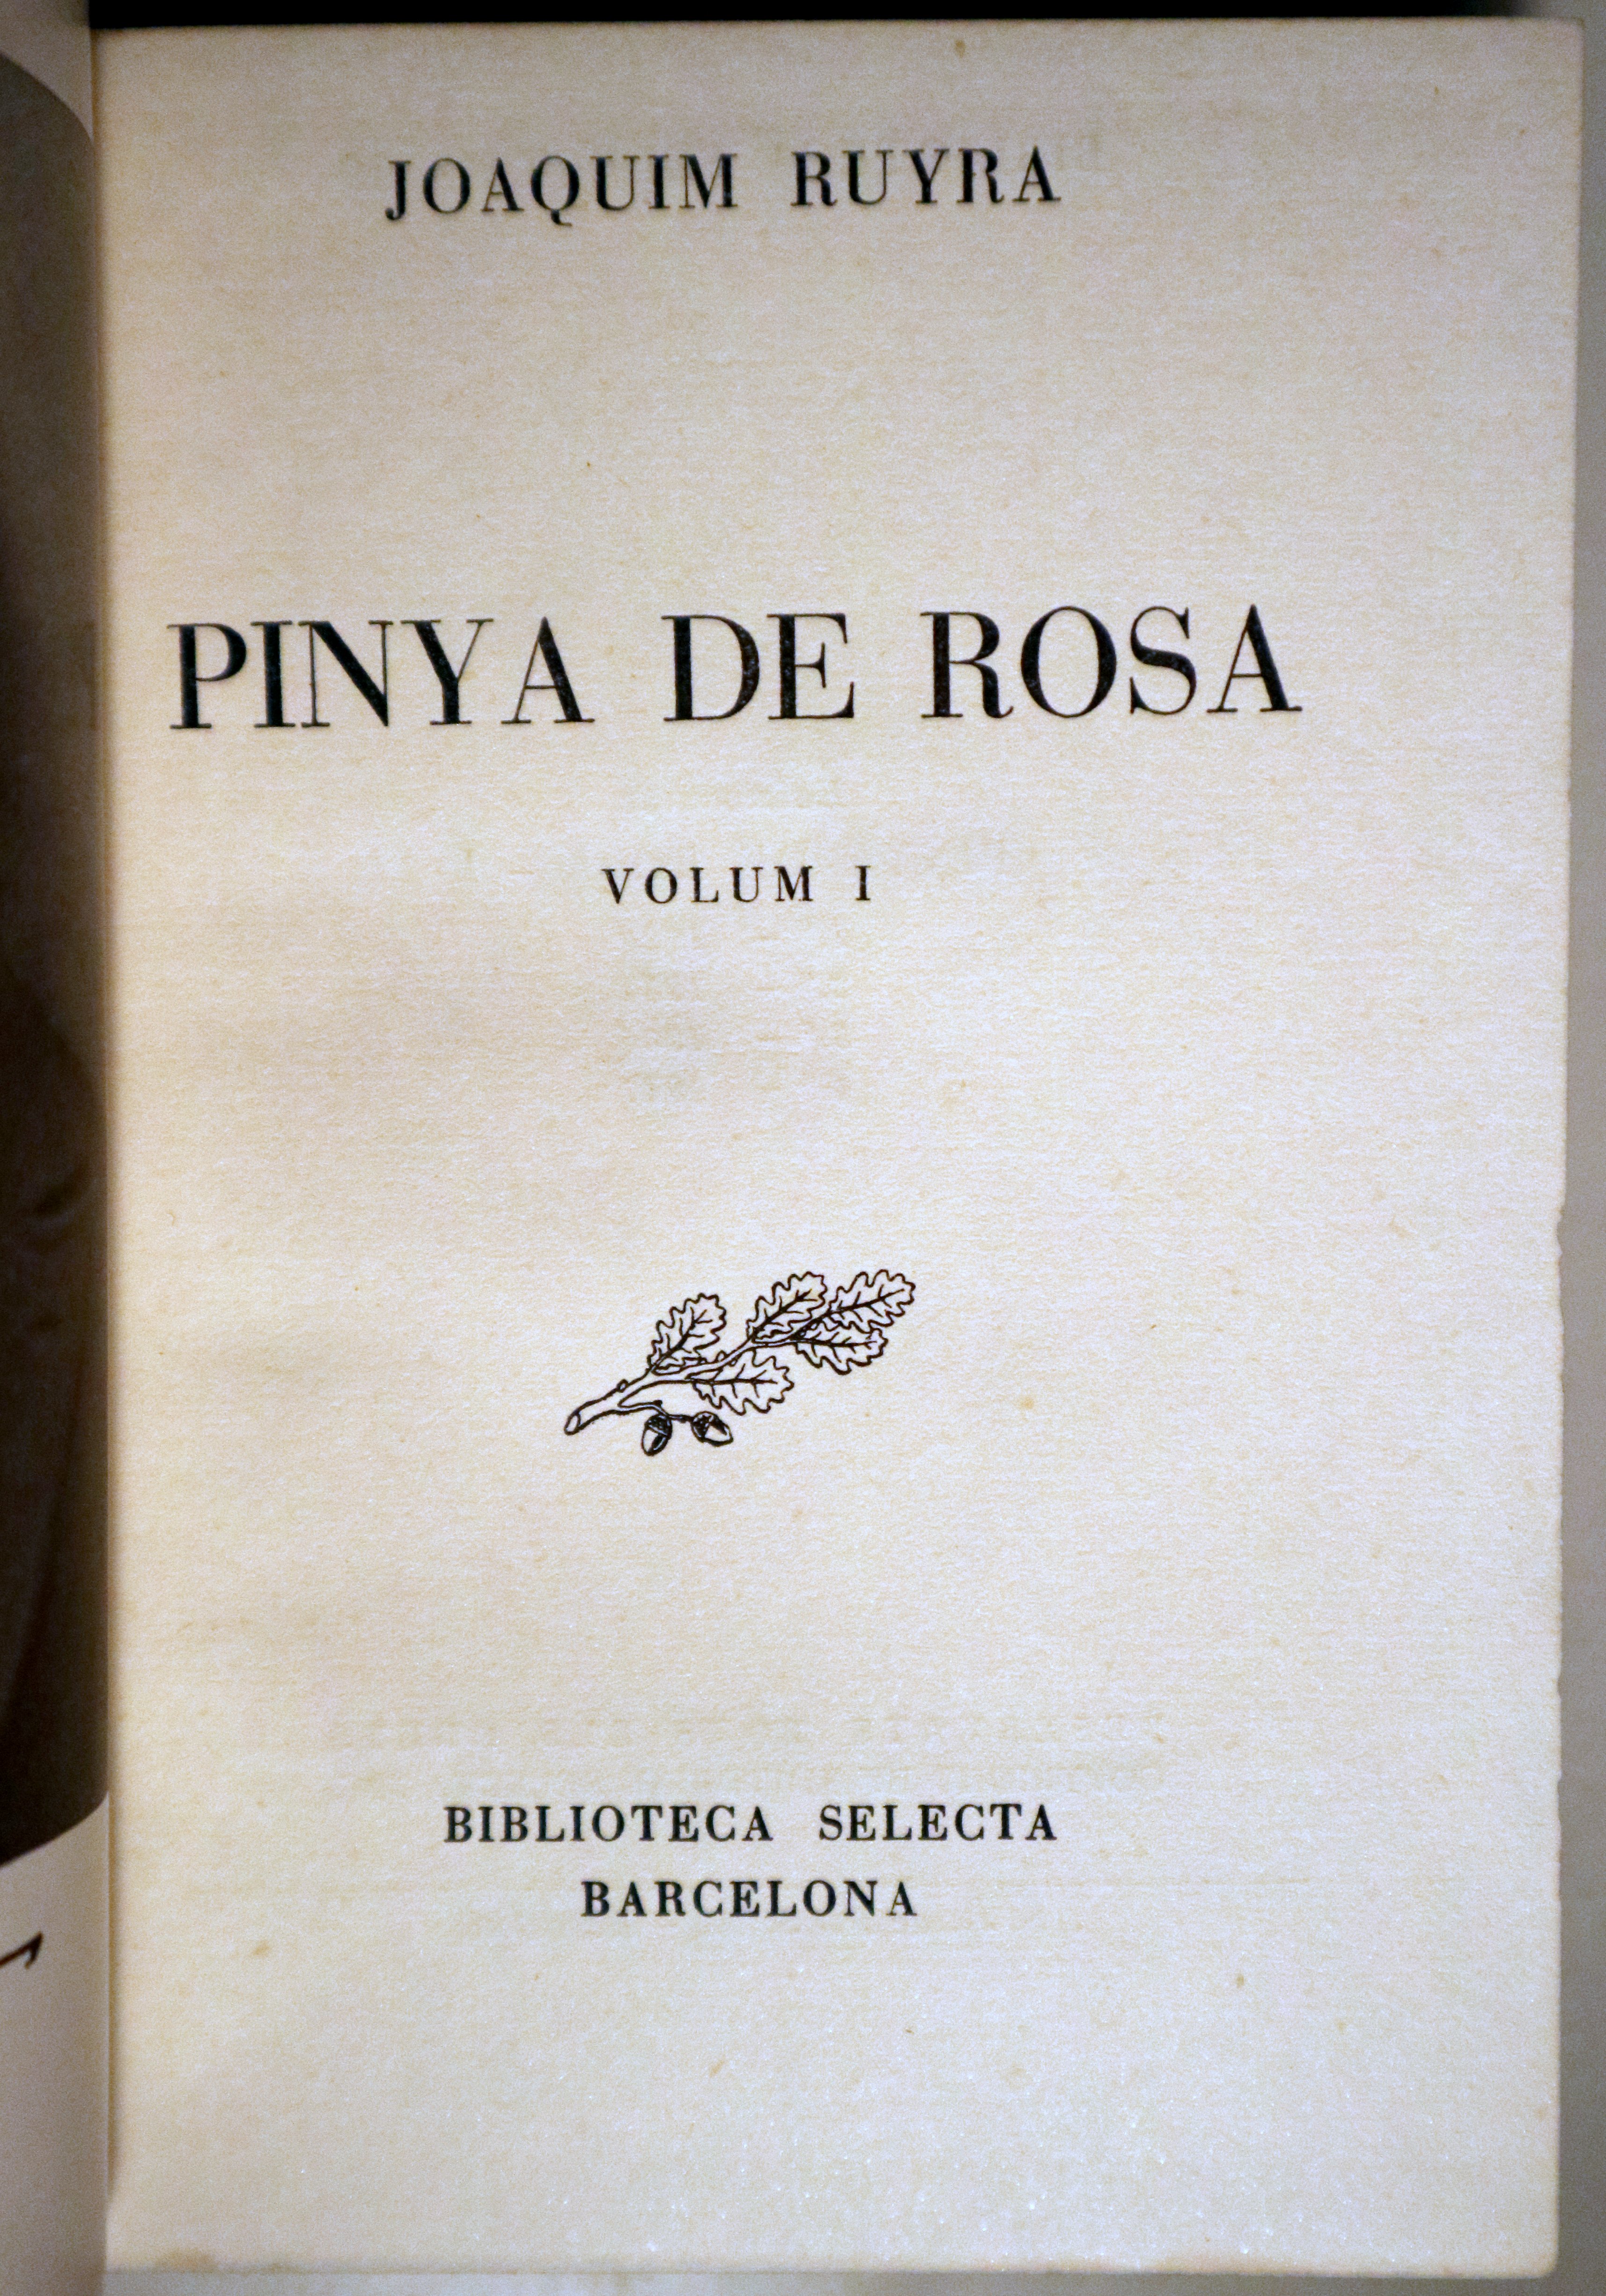 JOAQUIM RUYRA
PINYA DE ROSA
VOLUM I
BIBLIOTECA SELECTA
BARCELONA